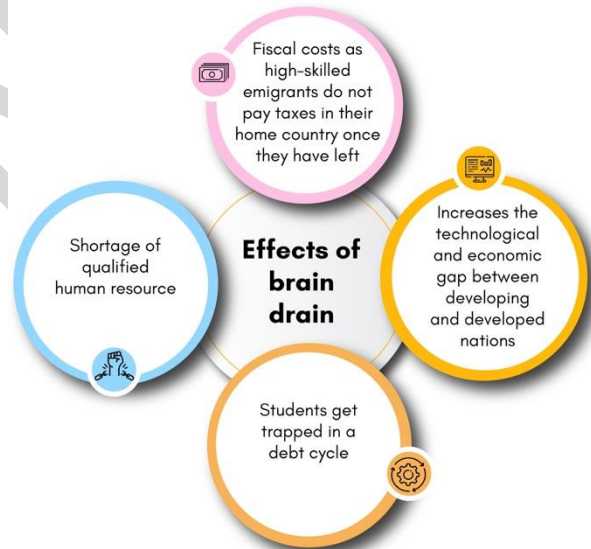 Fiscal costs as
high-skilled
emigrants do not
pay taxes in their
home country once
they have left
Shortage of
qualified
human resource
Effects of
brain
drain
Increases the
technological
and economic
gap between
developing
and developed
nations
Students get
trapped in a
debt cycle